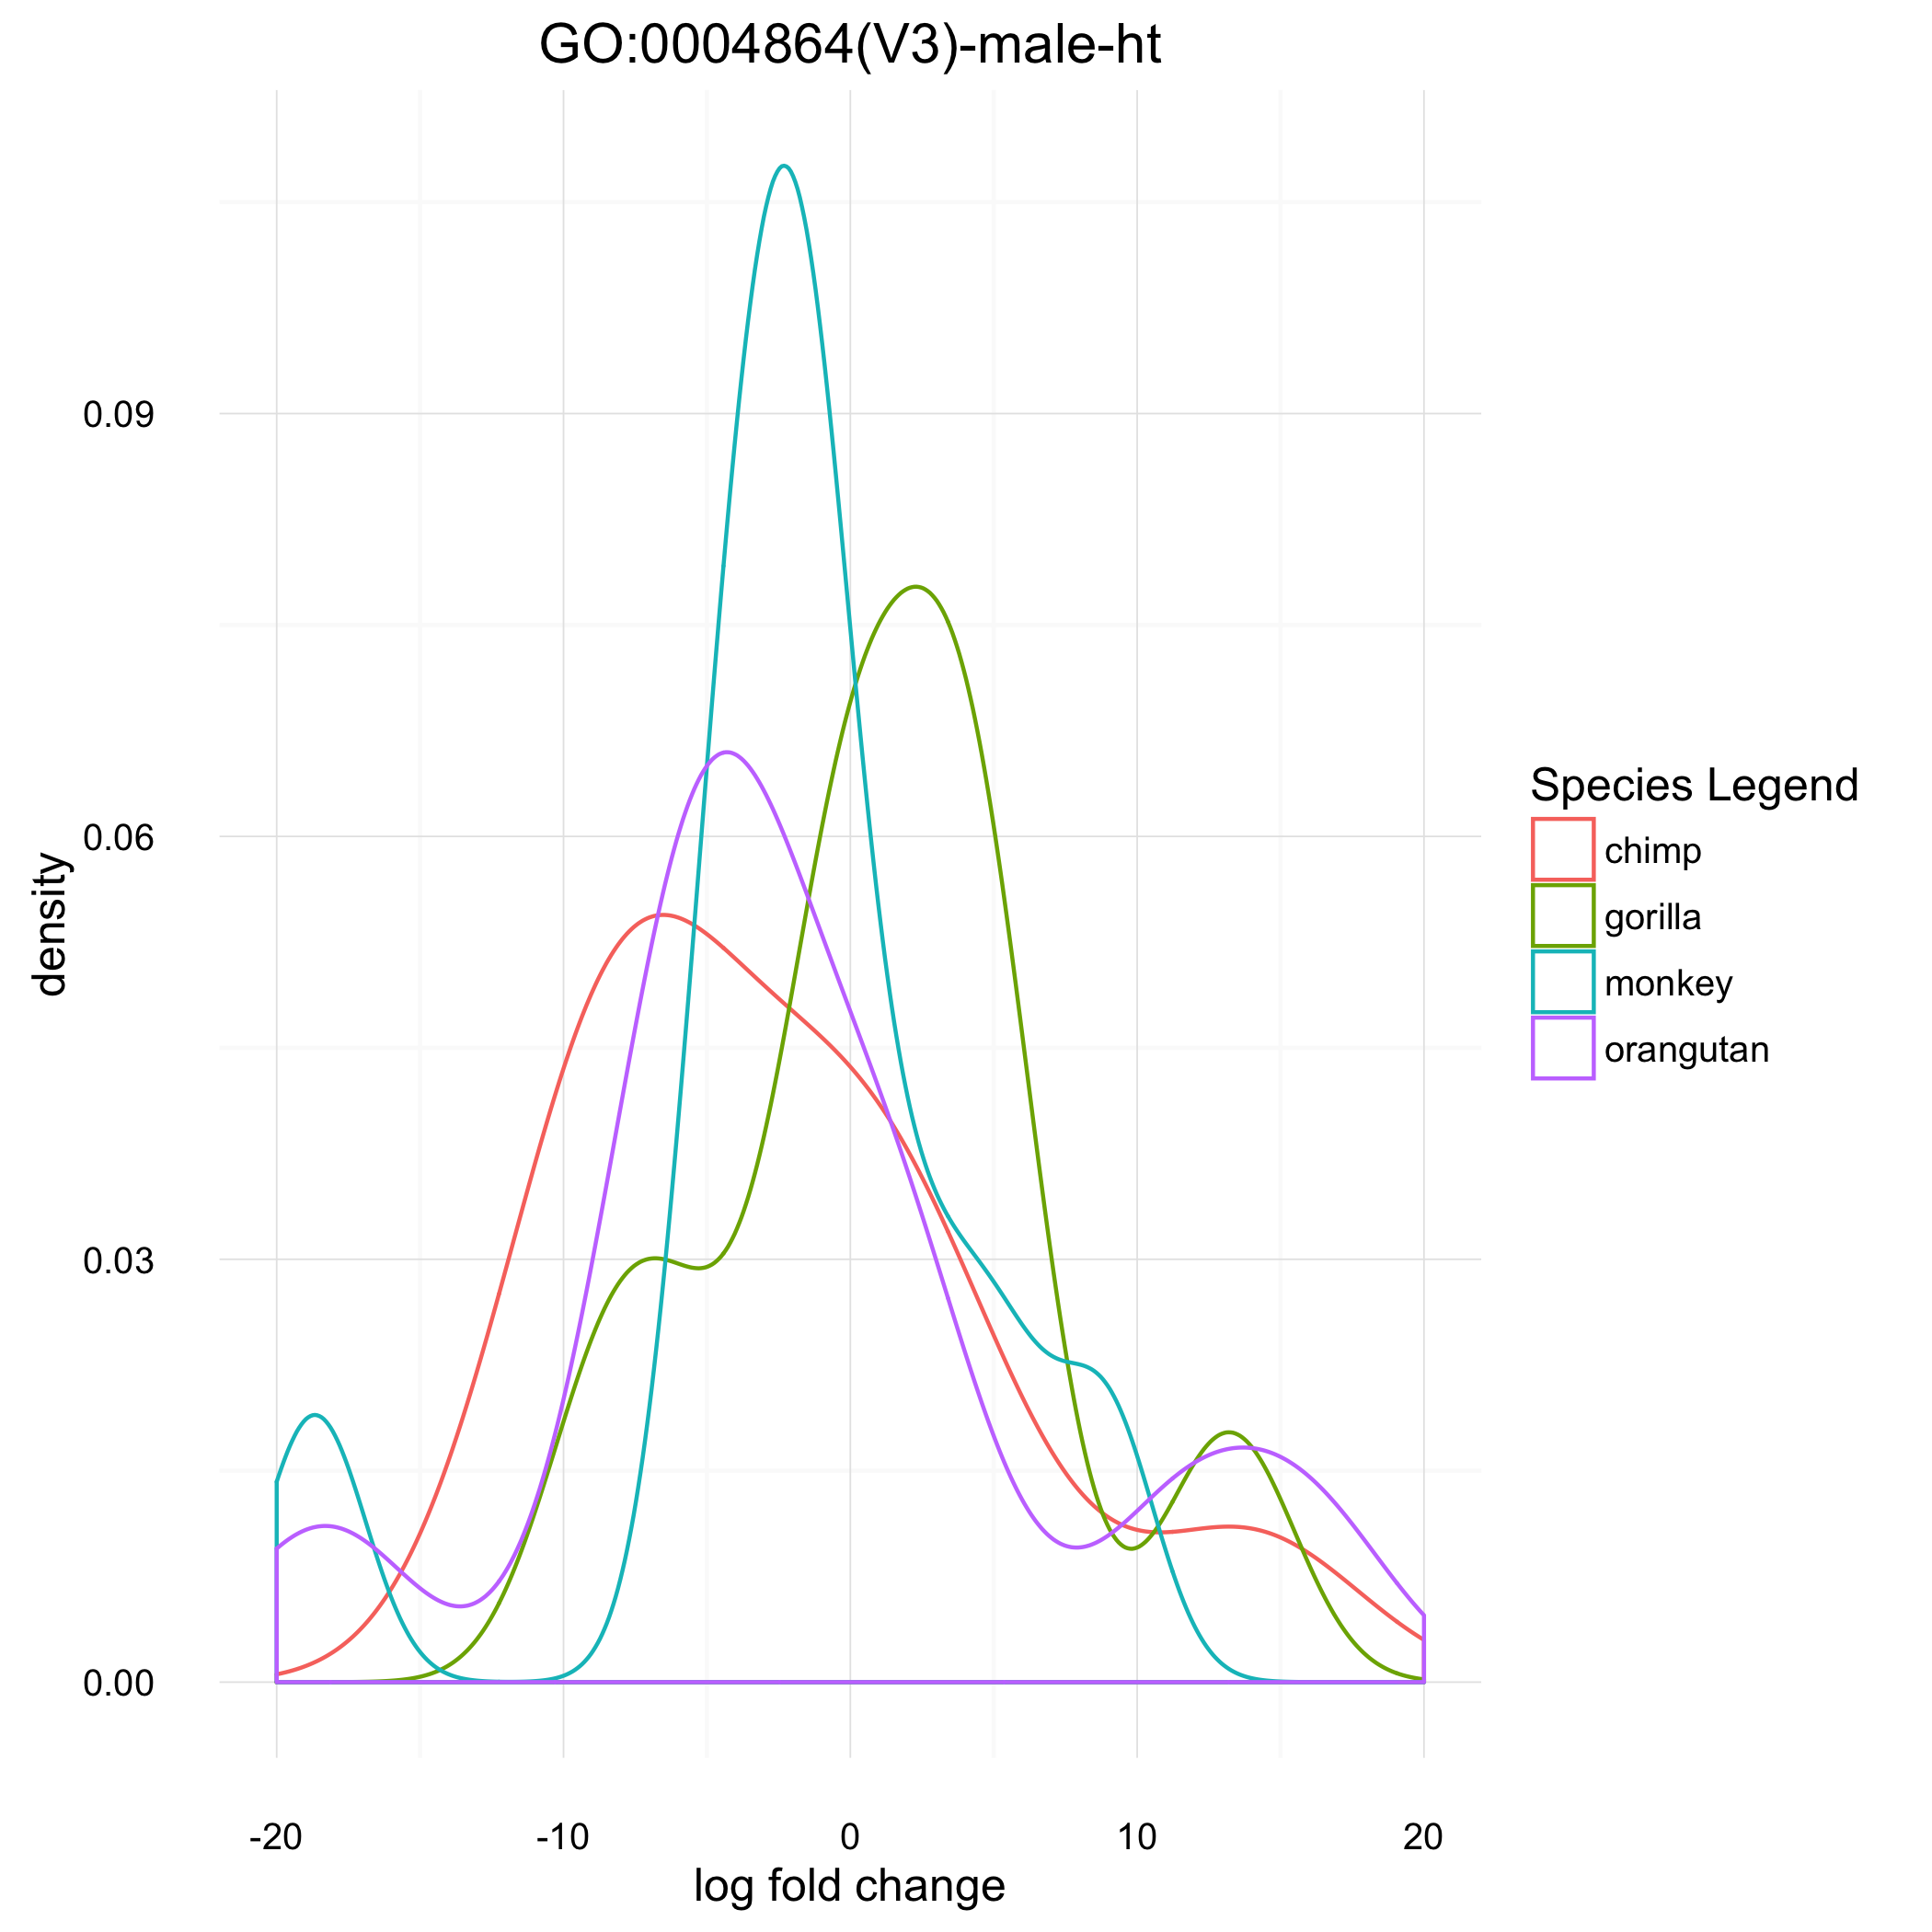 GO:0004864(V3)-male-ht
0.09
0.06
0.03
0.00
density
-20 -10 0 10 20
log fold change
Species Legend
chimp
gorilla
monkey
orangutan